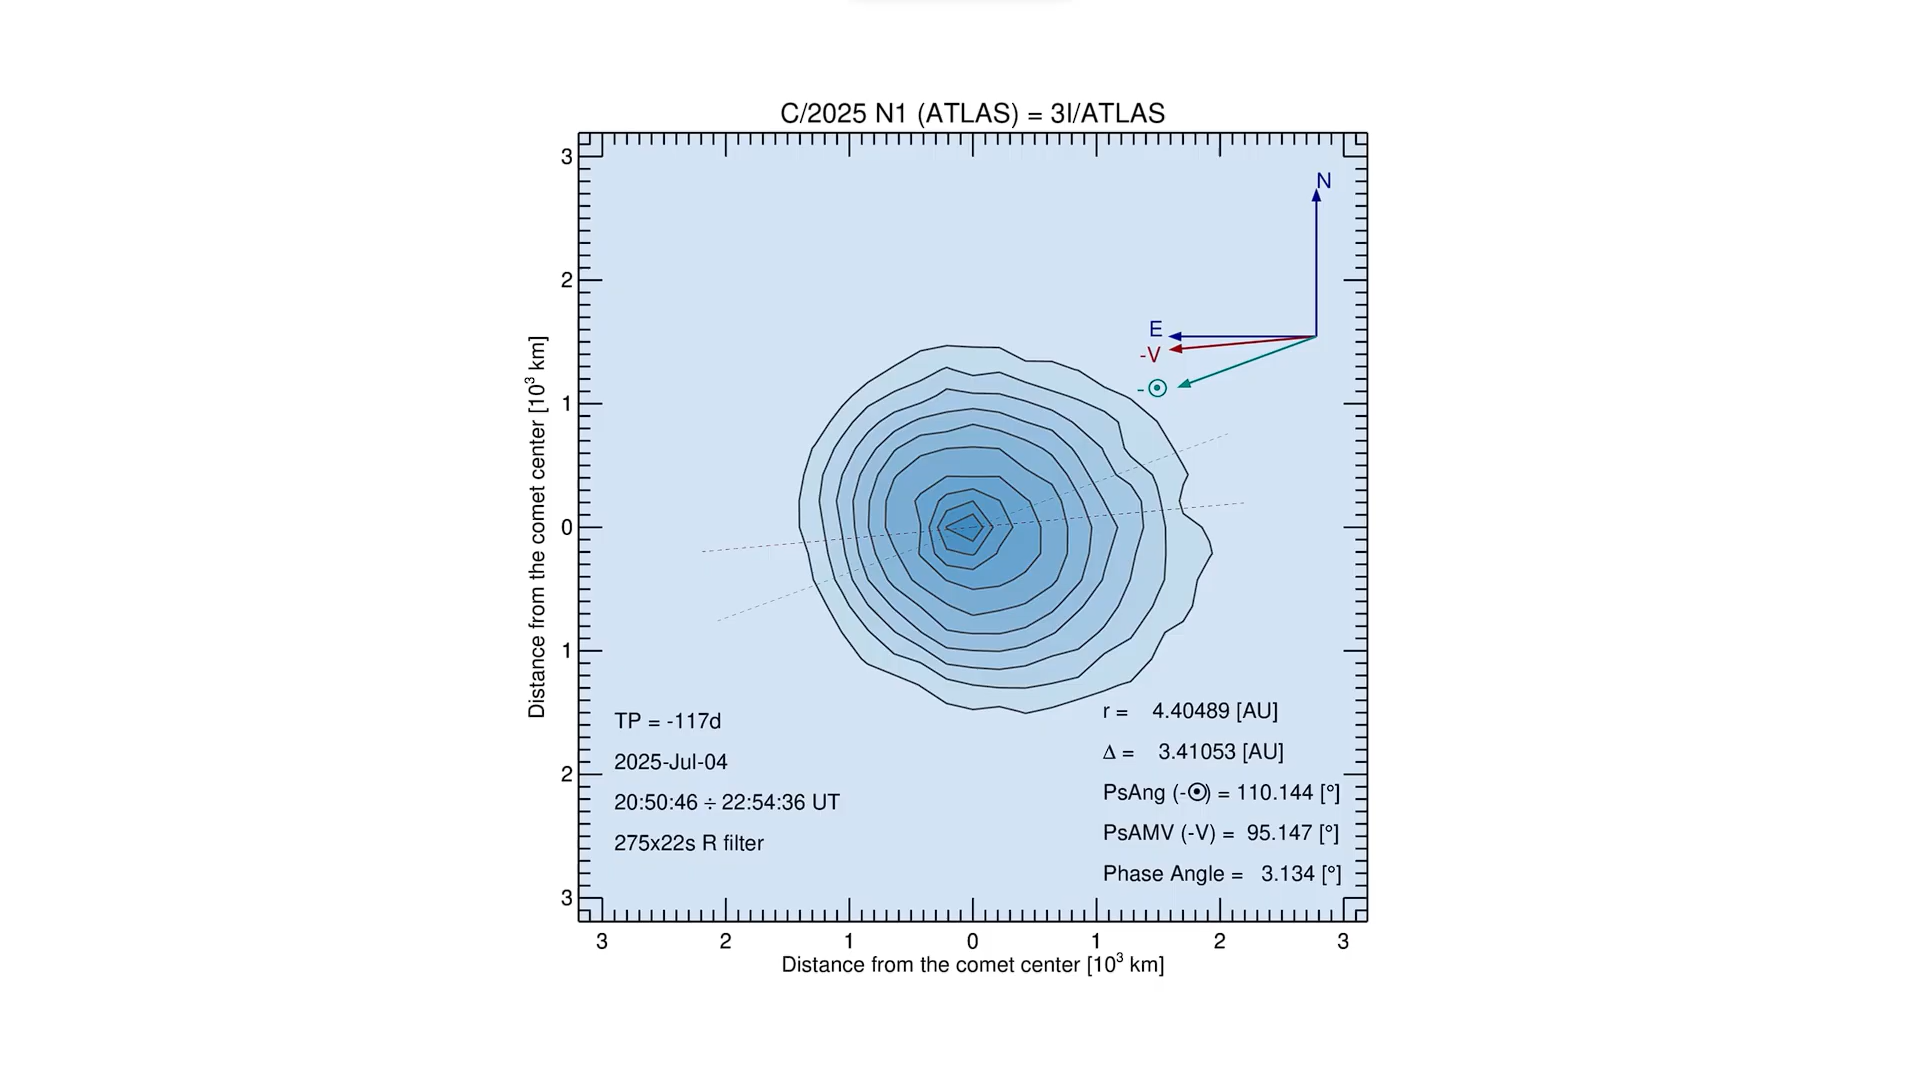 C/2025 N1 (ATLAS) = 3I/ATLAS
3
2
1
0
1
2
3
Distance from the comet center [10³ km]
N
E
-V
-☉
TP = -117d
2025-Jul-04
20:50:46 ÷ 22:54:36 UT
275x22s R filter
r = 4.40489 [AU]
Δ = 3.41053 [AU]
PsAng (-☉) = 110.144 [°]
PsAMV (-V) = 95.147 [°]
Phase Angle = 3.134 [°]
3 2 1 0 1 2 3
Distance from the comet center [10³ km]